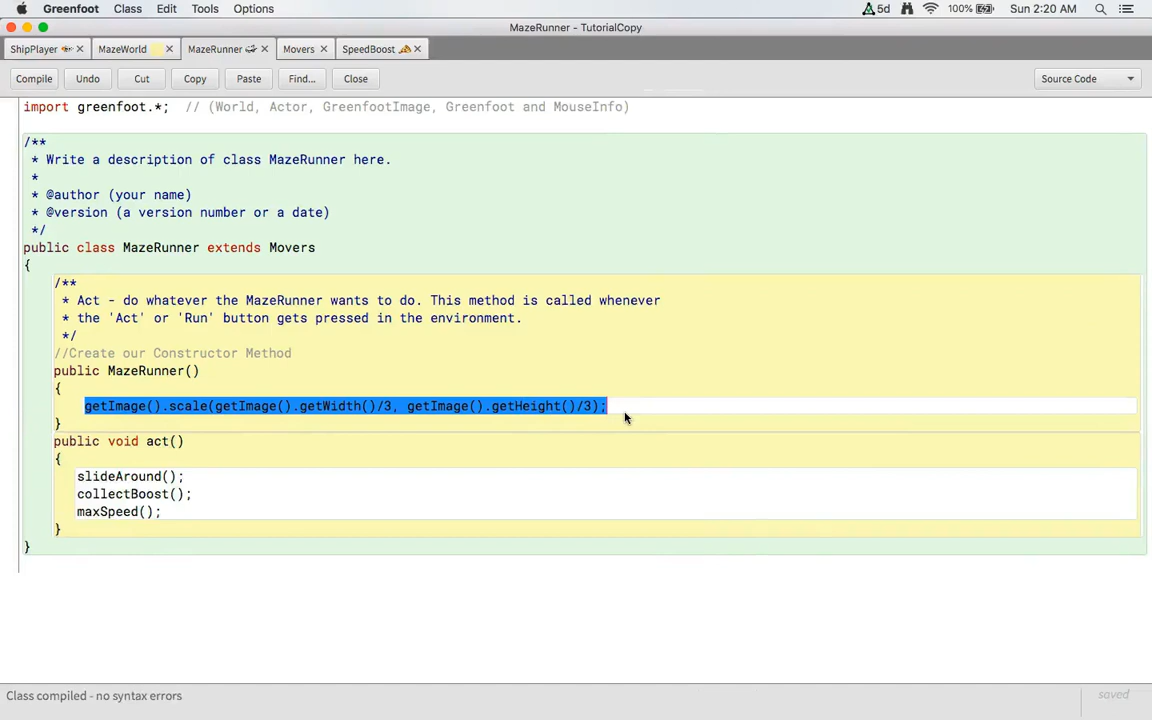 Greenfoot Class Edit Tools Options 5d 100% Sun 2:20 AM
MazeRunner - TutorialCopy
ShipPlayer MazeWorld MazeRunner Movers SpeedBoost
Compile Undo Cut Copy Paste Find... Close Source Code
import greenfoot.*; // (World, Actor, GreenfootImage, Greenfoot and MouseInfo)
/**
* Write a description of class MazeRunner here.
*
* @author (your name)
* @version (a version number or a date)
*/
public class MazeRunner extends Movers
{
/**
* Act - do whatever the MazeRunner wants to do. This method is called whenever
* the 'Act' or 'Run' button gets pressed in the environment.
*/
//Create our Constructor Method
public MazeRunner()
{
getImage().scale(getImage().getWidth()/3, getImage().getHeight()/3);
}
public void act()
{
slideAround();
collectBoost();
maxSpeed();
}
}
Class compiled - no syntax errors saved